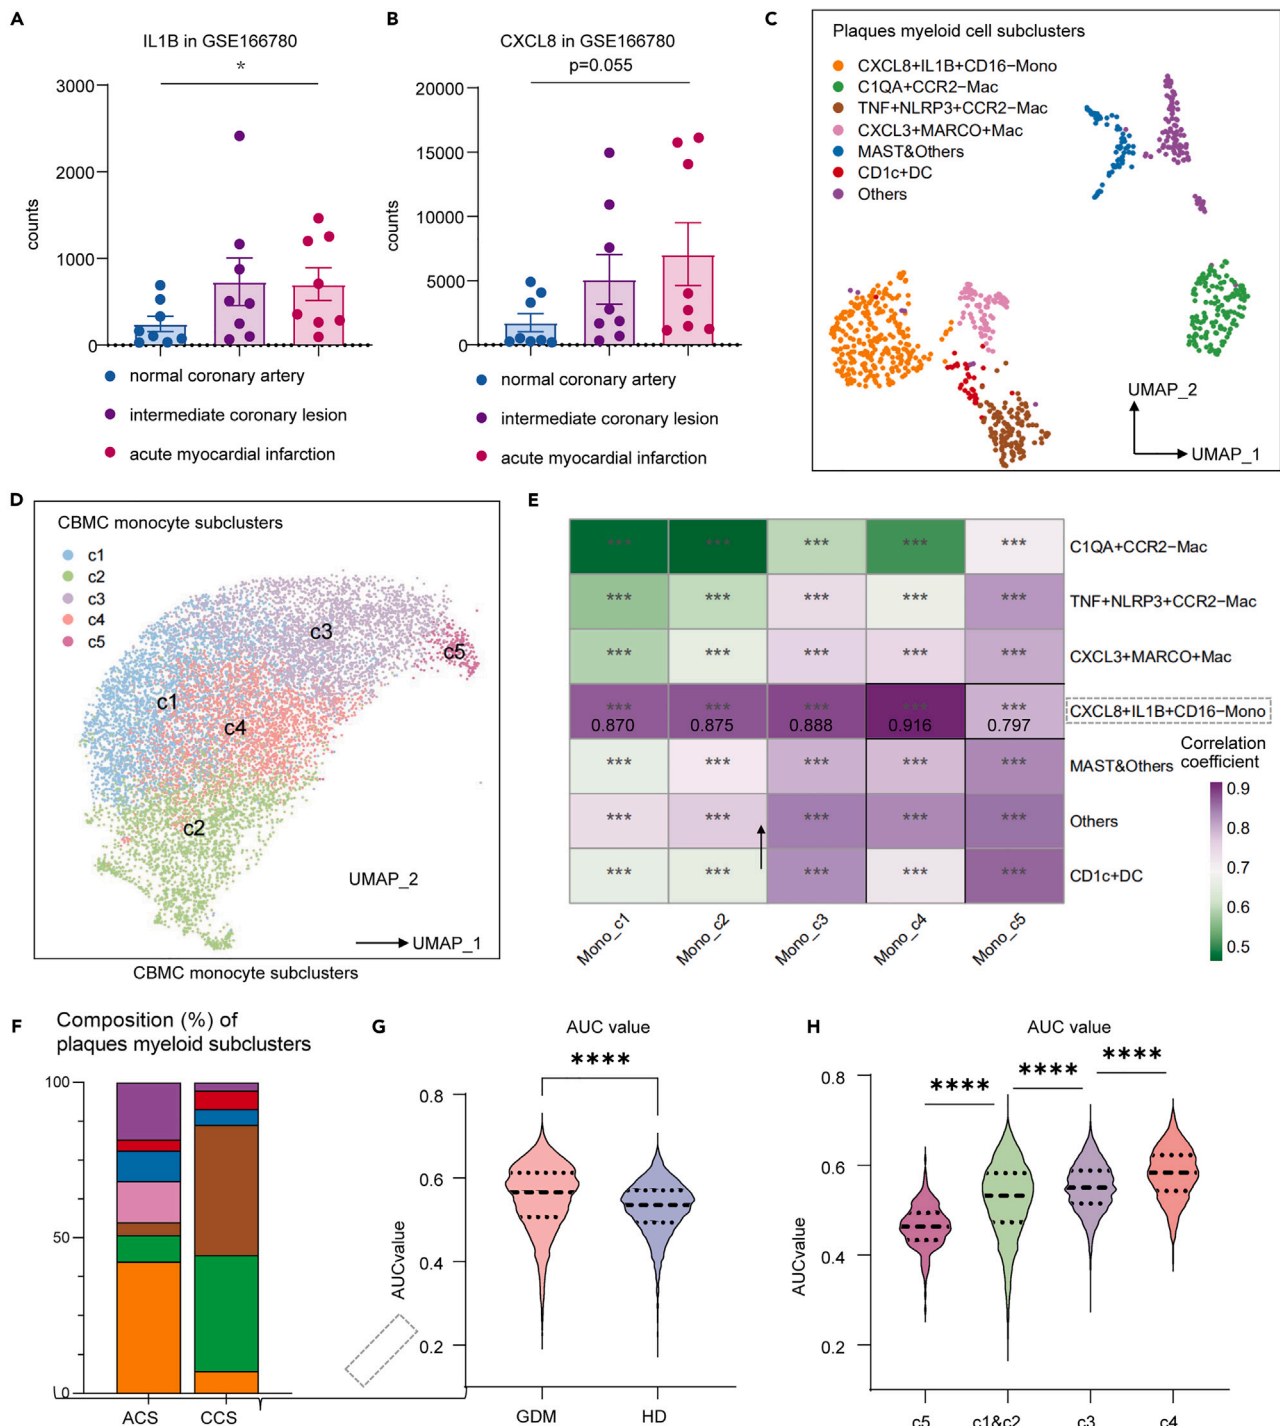 A
IL1B in GSE166780
*
3000
2000
1000
0
counts
normal coronary artery
intermediate coronary lesion
acute myocardial infarction
B
CXCL8 in GSE166780
p=0.055
20000
15000
10000
5000
0
counts
normal coronary artery
intermediate coronary lesion
acute myocardial infarction
C
Plaques myeloid cell subclusters
CXCL8+IL1B+CD16−Mono
C1QA+CCR2−Mac
TNF+NLRP3+CCR2−Mac
CXCL3+MARCO+Mac
MAST&Others
CD1c+DC
Others
UMAP_2
UMAP_1
D
CBMC monocyte subclusters
c1
c2
c3
c4
c5
c3
c5
c1
c4
c2
UMAP_2
UMAP_1
CBMC monocyte subclusters
E
*** *** *** *** *** C1QA+CCR2−Mac
*** *** *** *** *** TNF+NLRP3+CCR2−Mac
*** *** *** *** *** CXCL3+MARCO+Mac
*** *** *** *** *** CXCL8+IL1B+CD16−Mono
0.870 0.875 0.888 0.916 0.797
*** *** *** *** *** MAST&Others
*** *** *** *** *** Others
*** *** *** *** *** CD1c+DC
Mono_c1 Mono_c2 Mono_c3 Mono_c4 Mono_c5
Correlation
coefficient
0.9
0.8
0.7
0.6
0.5
F
Composition (%) of
plaques myeloid subclusters
100
50
0
ACS CCS
G
AUC value
****
0.8
0.6
0.4
0.2
AUCvalue
GDM HD
H
AUC value
**** **** ****
0.8
0.6
0.4
0.2
AUCvalue
c5 c1&c2 c3 c4